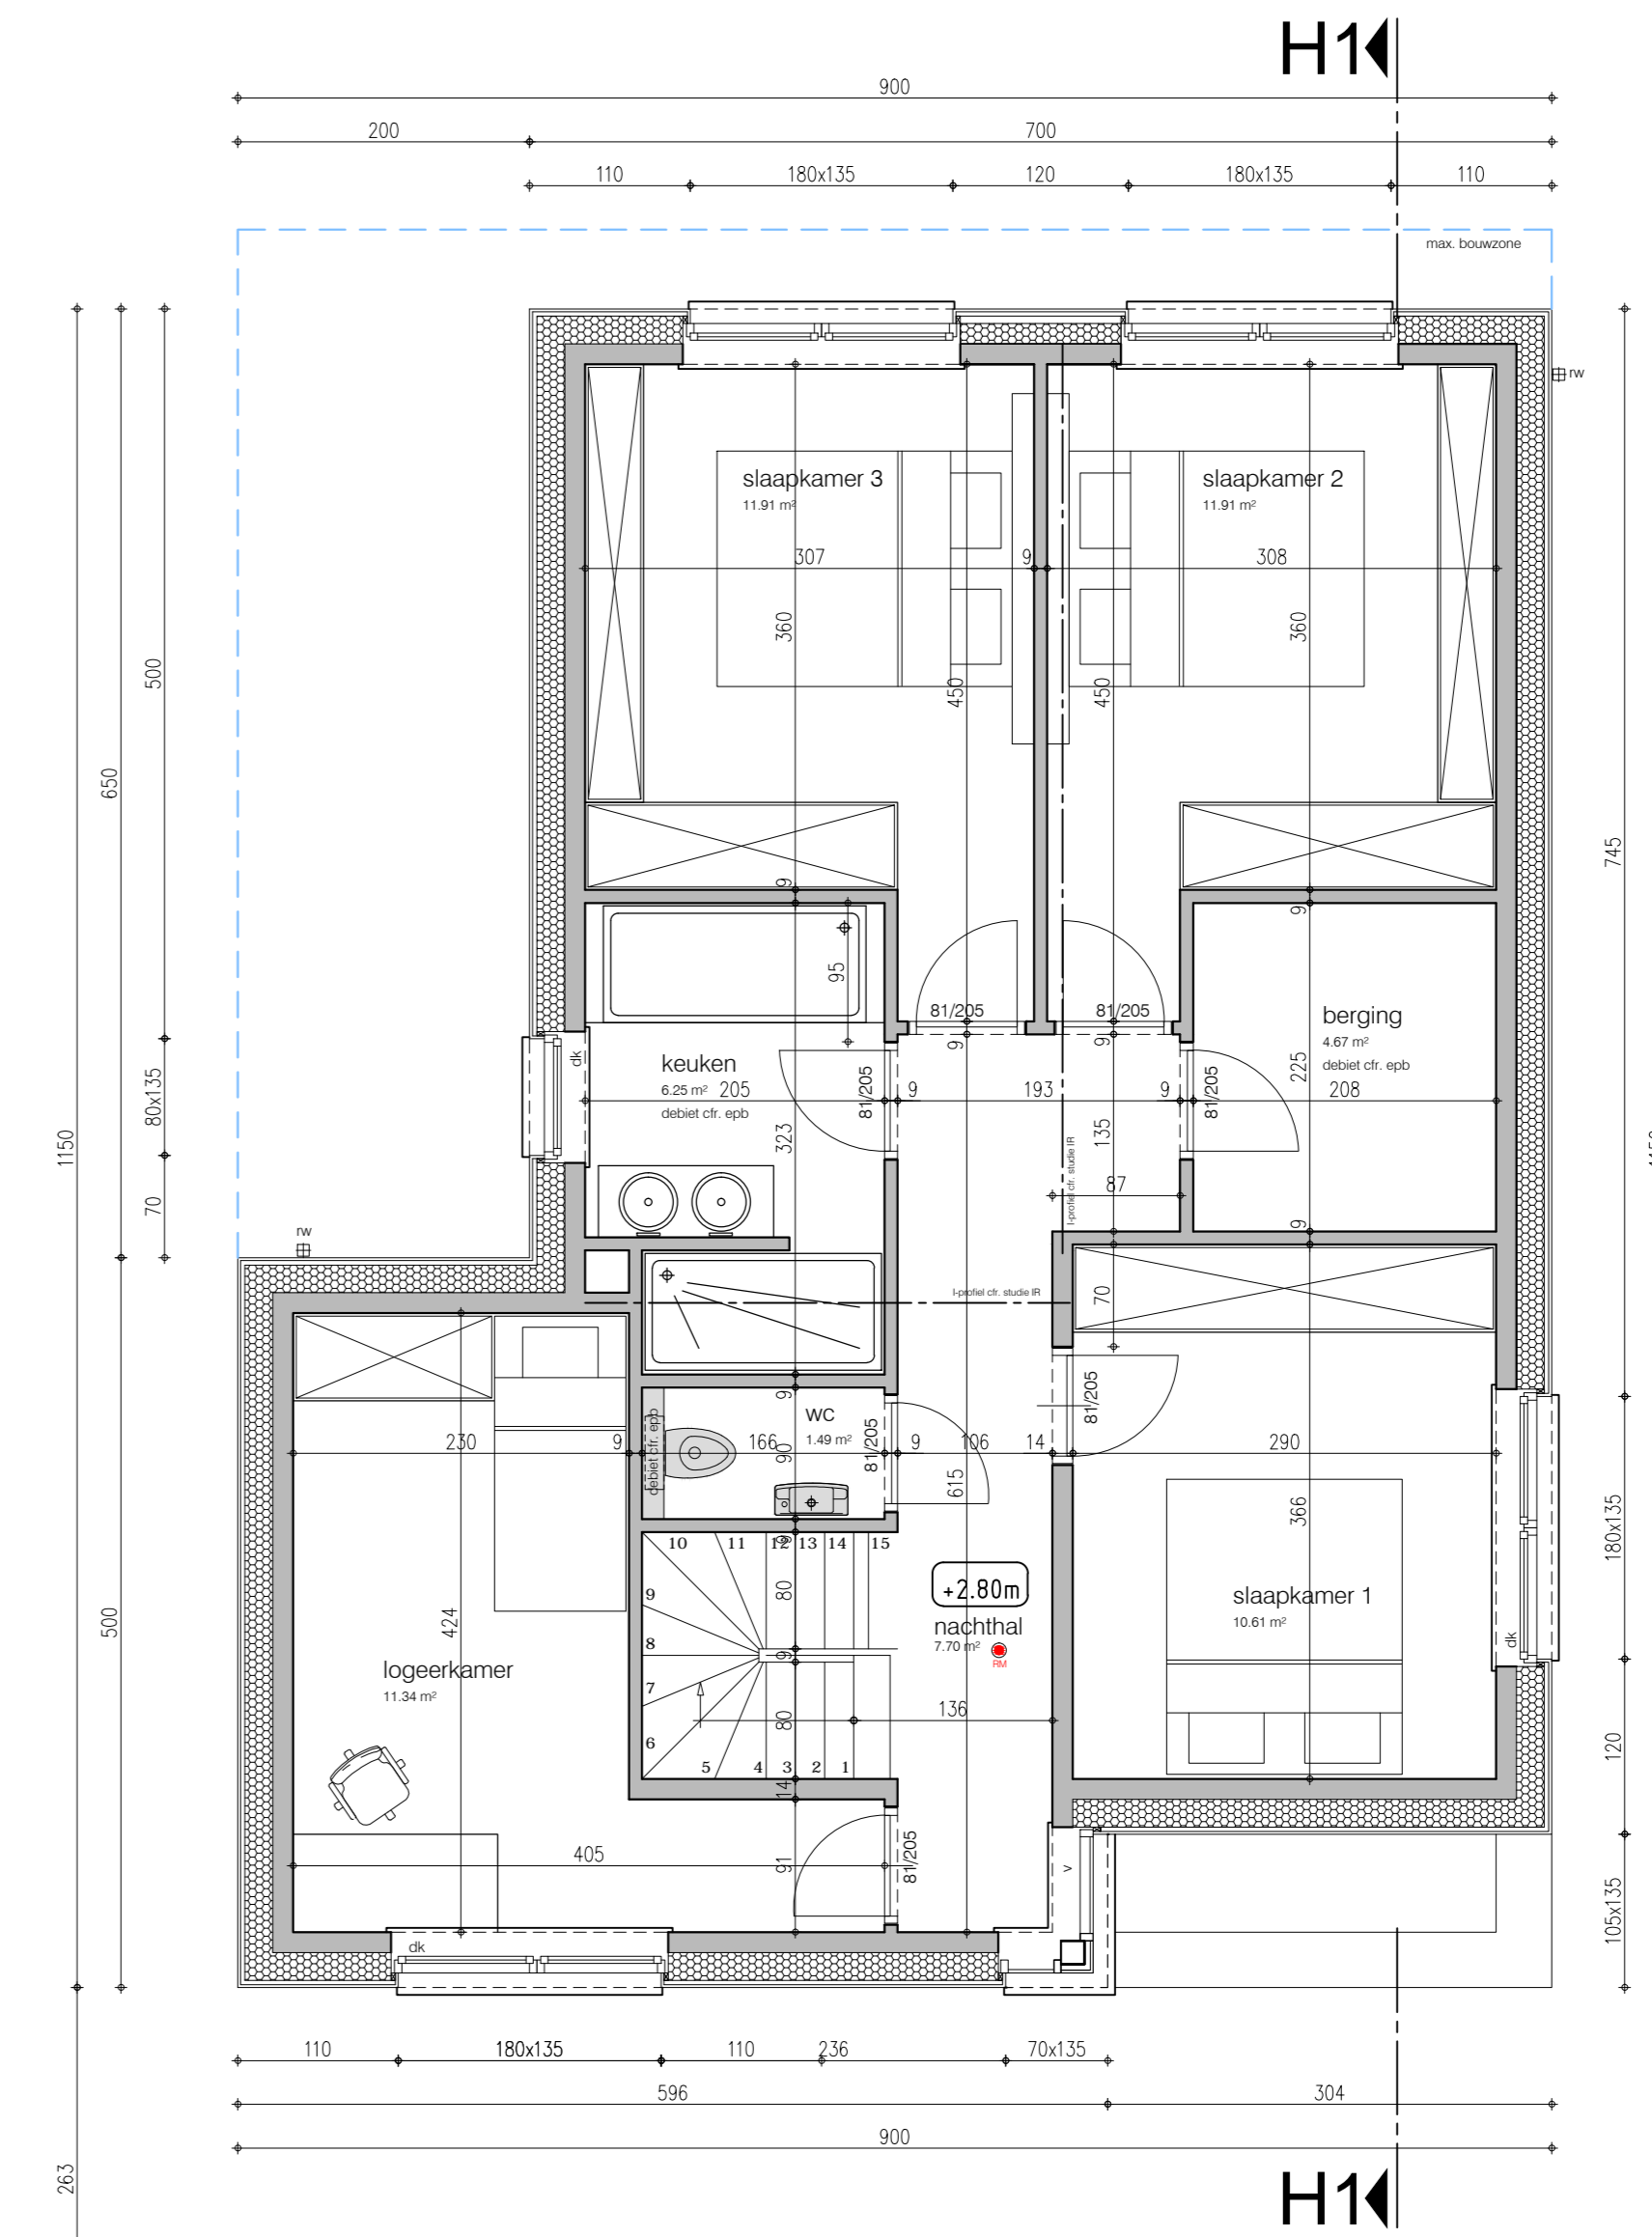 H1
900
200
700
110
180x135
120
180x135
110
max. bouwzone
rw
slaapkamer 3
11.91 m²
slaapkamer 2
11.91 m²
307
9
308
360
360
450
450
500
650
745
9
9
95
81/205
81/205
9
9
berging
4.67 m²
debiet cfr. epb
225
208
keuken
6.25 m²
205
debiet cfr. epb
dk
81/205
9
193
9
81/205
323
135
80x135
1150
87
I-profiel cfr. studie IR
70
9
rw
I-profiel cfr. studie IR
70
81/205
9
WC
1.49 m²
debiet cfr. epb
81/205
230
9
166
90
9
106
14
290
615
366
180x135
10
11
12
13
14
15
9
9
8
7
6
5
4
3
2
1
80
9
80
14
+2.80m
nachthal
7.70 m²
RM
136
slaapkamer 1
10.61 m²
dk
500
424
logeerkamer
11.34 m²
120
405
91
81/205
v
105x135
dk
110
180x135
110
236
70x135
596
304
900
263
H1